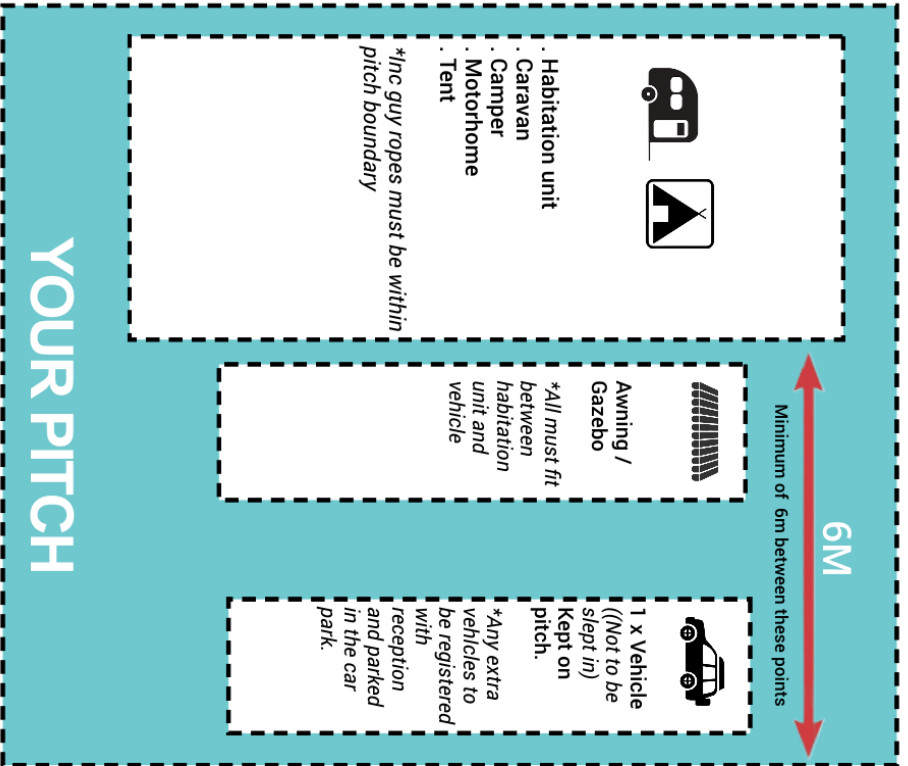 6M
Minimum of 6m between these points
. Habitation unit
. Caravan
. Camper
. Motorhome
. Tent
*Inc guy ropes must be within
pitch boundary
Awning /
Gazebo
*All must fit
between
habitation
unit and
vehicle
1 x Vehicle
((Not to be
slept in)
Kept on
pitch.
*Any extra
vehicles to
be registered
with
reception
and parked
in the car
park.
YOUR PITCH